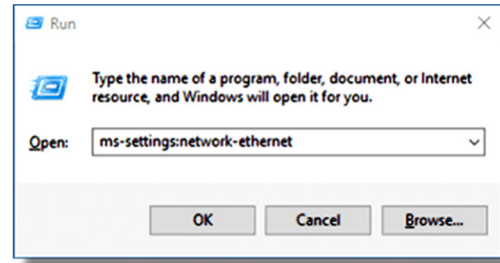 Run
Type the name of a program, folder, document, or Internet
resource, and Windows will open it for you.
Open: ms-settings:network-ethernet
OK Cancel Browse...